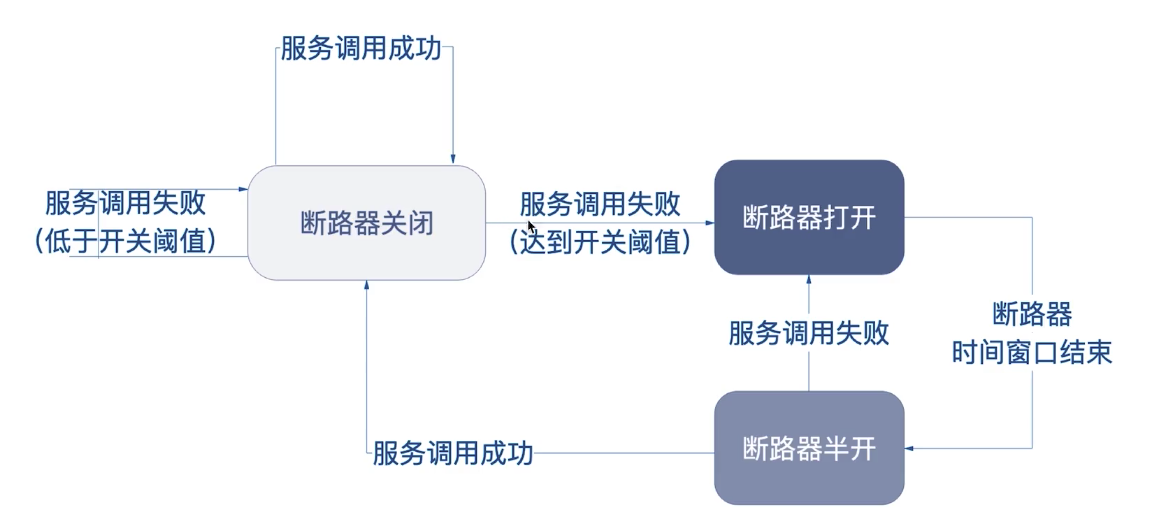 服务调用成功
服务调用失败
(低于开关阈值)
断路器关闭
服务调用失败
(达到开关阈值)
断路器打开
断路器
时间窗口结束
服务调用失败
服务调用成功
断路器半开